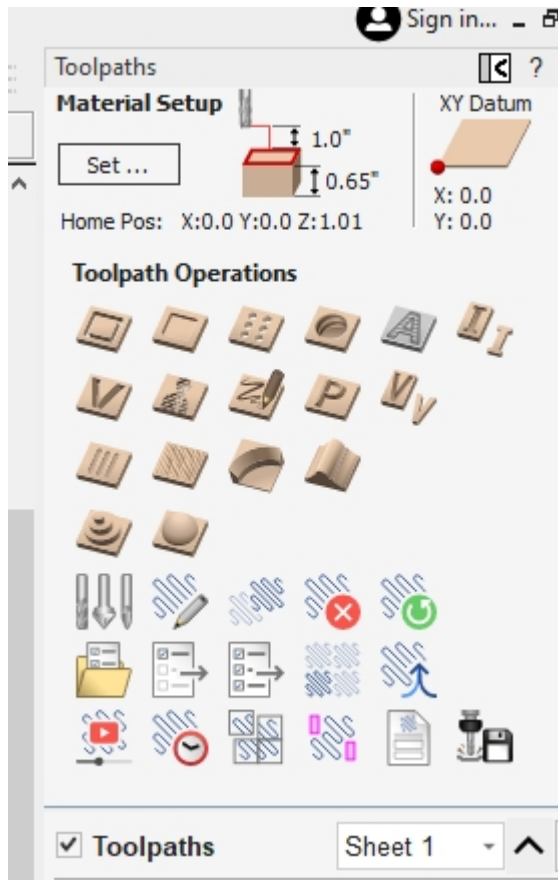 Sign in...
Toolpaths ?
Material Setup
XY Datum
1.0"
Set ...
0.65"
X: 0.0
Home Pos: X:0.0 Y:0.0 Z:1.01
Y: 0.0
Toolpath Operations
Toolpaths
Sheet 1